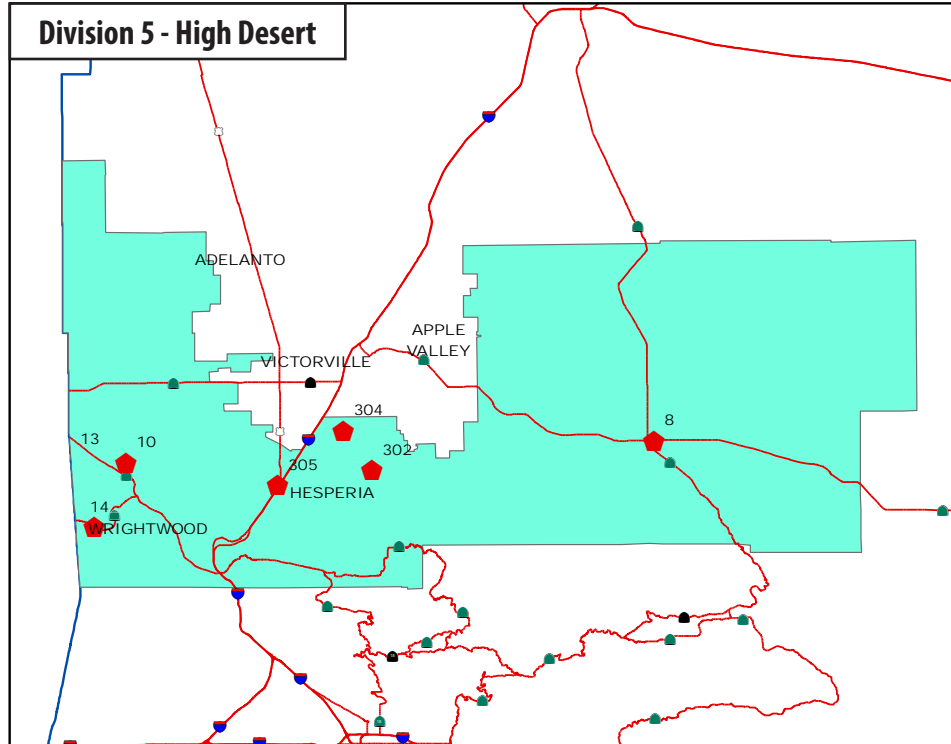 Division 5 - High Desert
ADELANTO
APPLE
VALLEY
VICTORVILLE
304
8
13
10
302
305
HESPERIA
14
WRIGHTWOOD